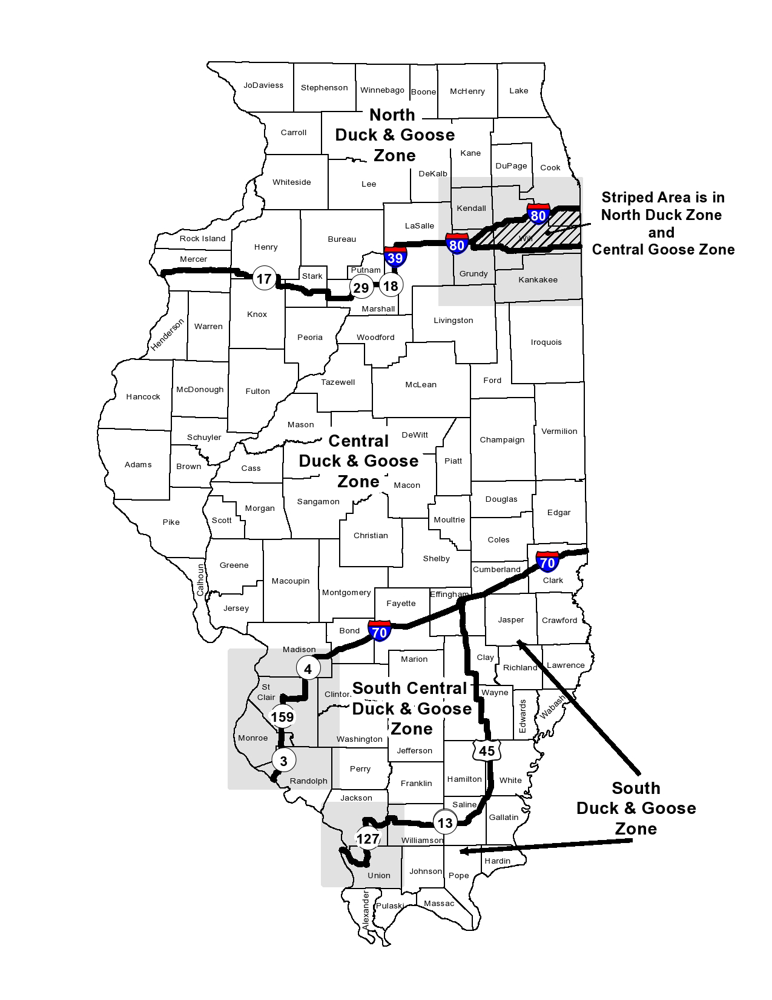 JoDaviess
Stephenson
Winnebago
Boone
McHenry
Lake
North
Duck & Goose
Zone
Carroll
Kane
DuPage
Cook
Whiteside
Lee
DeKalb
Striped Area is in
North Duck Zone
and
Central Goose Zone
Kendall
80
LaSalle
Rock Island
Henry
Bureau
Will
80
39
Mercer
Putnam
Grundy
17
Stark
29
18
Kankakee
Marshall
Knox
Livingston
Henderson
Warren
Peoria
Woodford
Iroquois
Hancock
McDonough
Fulton
Tazewell
McLean
Ford
Mason
Schuyler
Central
Duck & Goose
Zone
DeWitt
Champaign
Vermilion
Adams
Brown
Cass
Piatt
Macon
Sangamon
Douglas
Pike
Scott
Morgan
Christian
Moultrie
Edgar
Coles
Greene
Shelby
70
Calhoun
Macoupin
Cumberland
Clark
Montgomery
Effingham
Jersey
Fayette
Jasper
Crawford
Bond
70
Madison
Marion
Clay
Richland
Lawrence
4
St
Clair
Clinton
South Central
Duck & Goose
Zone
Wayne
Edwards
Wabash
159
Monroe
Washington
Jefferson
45
3
Randolph
Perry
Franklin
Hamilton
White
South
Duck & Goose
Zone
Jackson
Saline
Gallatin
13
127
Williamson
Hardin
Union
Johnson
Pope
Alexander
Pulaski
Massac